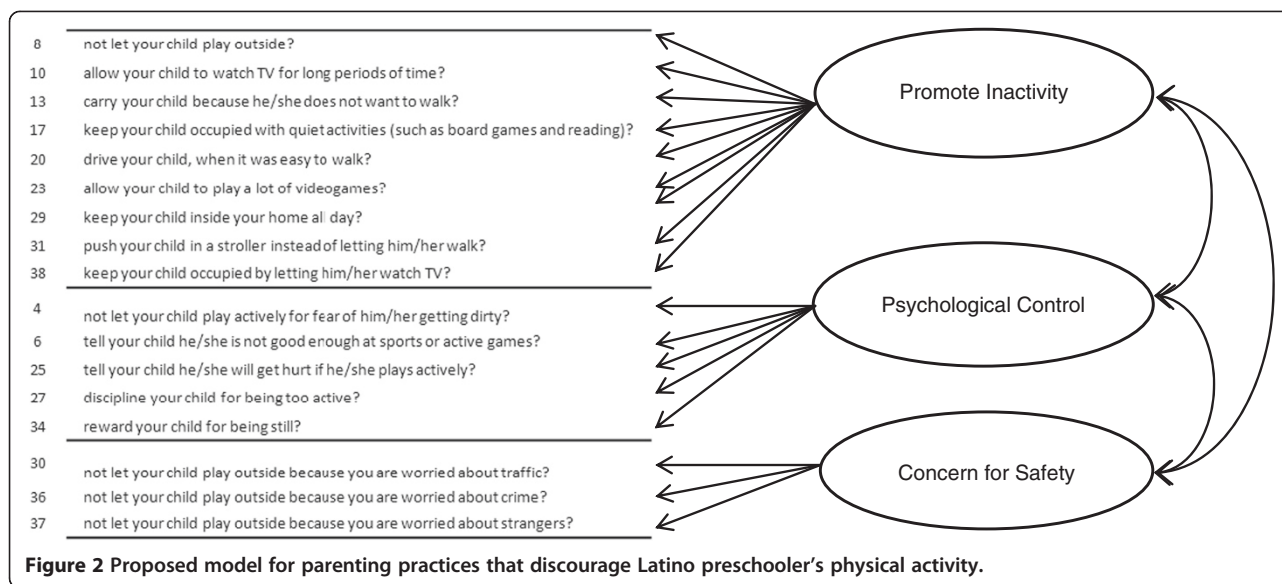 8 not let your child play outside?
10 allow your child to watch TV for long periods of time?
13 carry your child because he/she does not want to walk?
17 keep your child occupied with quiet activities (such as board games and reading)?
20 drive your child, when it was easy to walk?
23 allow your child to play a lot of videogames?
29 keep your child inside your home all day?
31 push your child in a stroller instead of letting him/her walk?
38 keep your child occupied by letting him/her watch TV?
Promote Inactivity
4 not let your child play actively for fear of him/her getting dirty?
6 tell your child he/she is not good enough at sports or active games?
25 tell your child he/she will get hurt if he/she plays actively?
27 discipline your child for being too active?
34 reward your child for being still?
Psychological Control
30 not let your child play outside because you are worried about traffic?
36 not let your child play outside because you are worried about crime?
37 not let your child play outside because you are worried about strangers?
Concern for Safety
Figure 2 Proposed model for parenting practices that discourage Latino preschooler's physical activity.